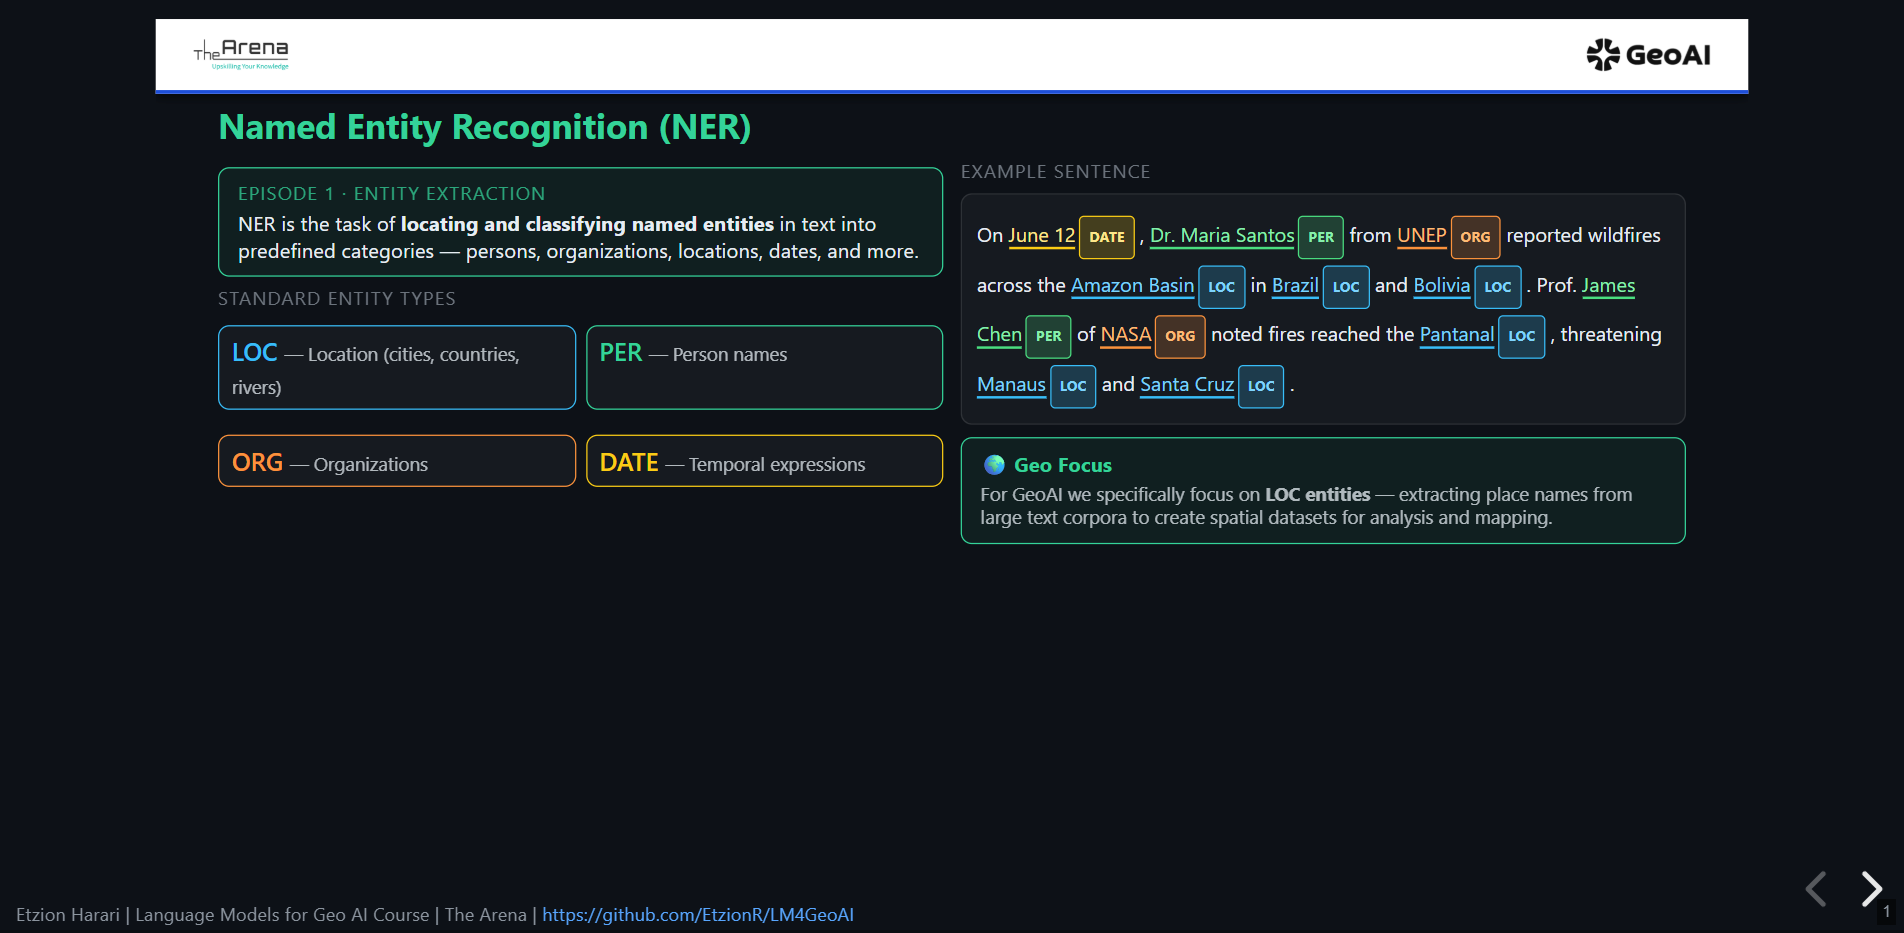 The Arena
Upskilling Your Knowledge
GeoAI
Named Entity Recognition (NER)
EPISODE 1 · ENTITY EXTRACTION
NER is the task of locating and classifying named entities in text into
predefined categories — persons, organizations, locations, dates, and more.
STANDARD ENTITY TYPES
LOC — Location (cities, countries,
rivers)
PER — Person names
ORG — Organizations
DATE — Temporal expressions
EXAMPLE SENTENCE
On June 12 DATE , Dr. Maria Santos PER from UNEP ORG reported wildfires
across the Amazon Basin LOC in Brazil LOC and Bolivia LOC . Prof. James
Chen PER of NASA ORG noted fires reached the Pantanal LOC , threatening
Manaus LOC and Santa Cruz LOC .
Geo Focus
For GeoAI we specifically focus on LOC entities — extracting place names from
large text corpora to create spatial datasets for analysis and mapping.
Etzion Harari | Language Models for Geo AI Course | The Arena | https://github.com/EtzionR/LM4GeoAI
1